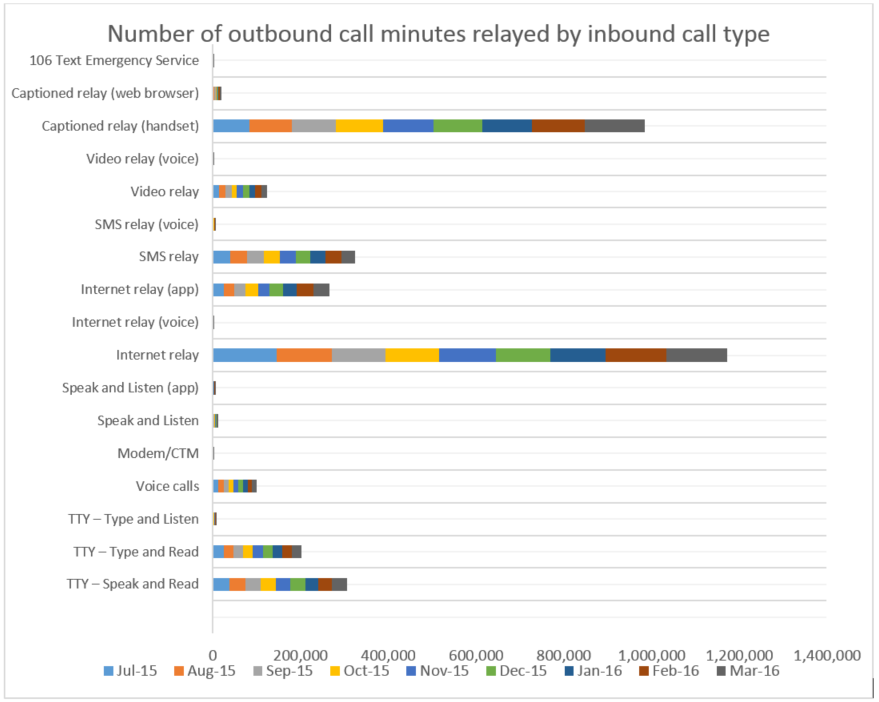 Number of outbound call minutes relayed by inbound call type
106 Text Emergency Service
Captioned relay (web browser)
Captioned relay (handset)
Video relay (voice)
Video relay
SMS relay (voice)
SMS relay
Internet relay (app)
Internet relay (voice)
Internet relay
Speak and Listen (app)
Speak and Listen
Modem/CTM
Voice calls
TTY – Type and Listen
TTY – Type and Read
TTY – Speak and Read
0 200,000 400,000 600,000 800,000 1,000,000 1,200,000 1,400,000
Jul-15 Aug-15 Sep-15 Oct-15 Nov-15 Dec-15 Jan-16 Feb-16 Mar-16